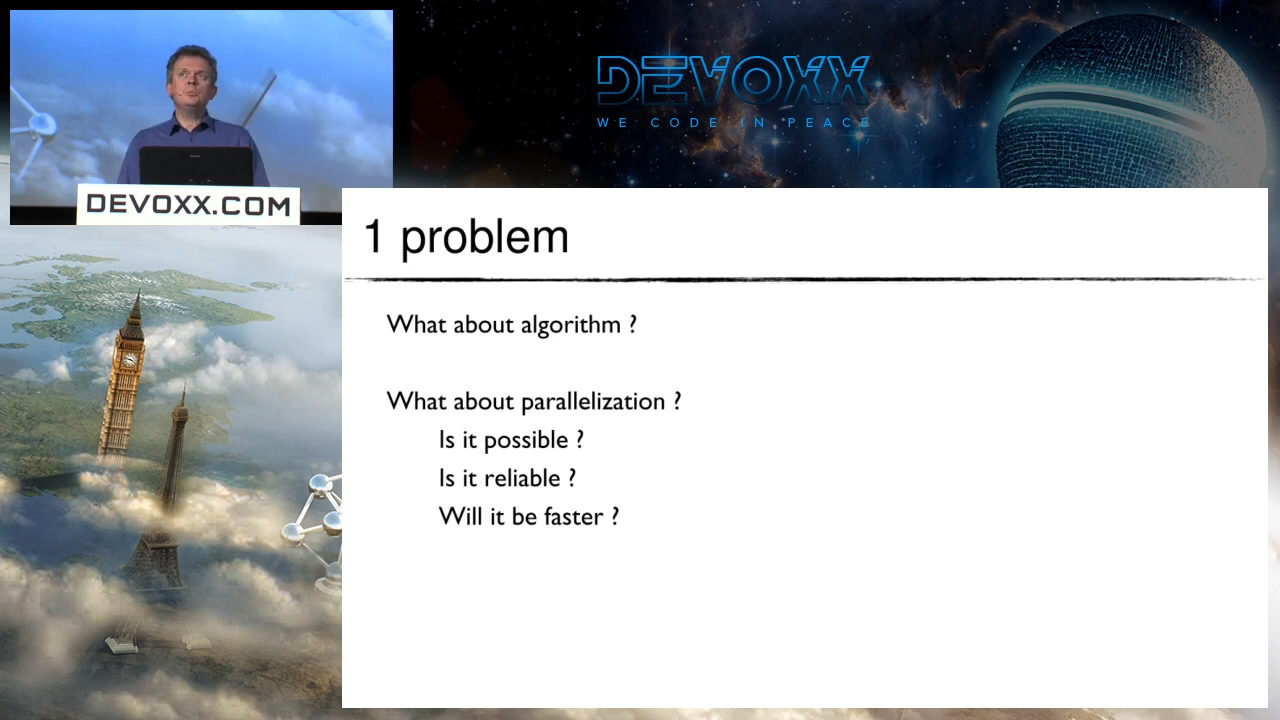 DEVOXX
WE CODE IN PEACE
DEVOXX.COM
1 problem
What about algorithm ?
What about parallelization ?
Is it possible ?
Is it reliable ?
Will it be faster ?